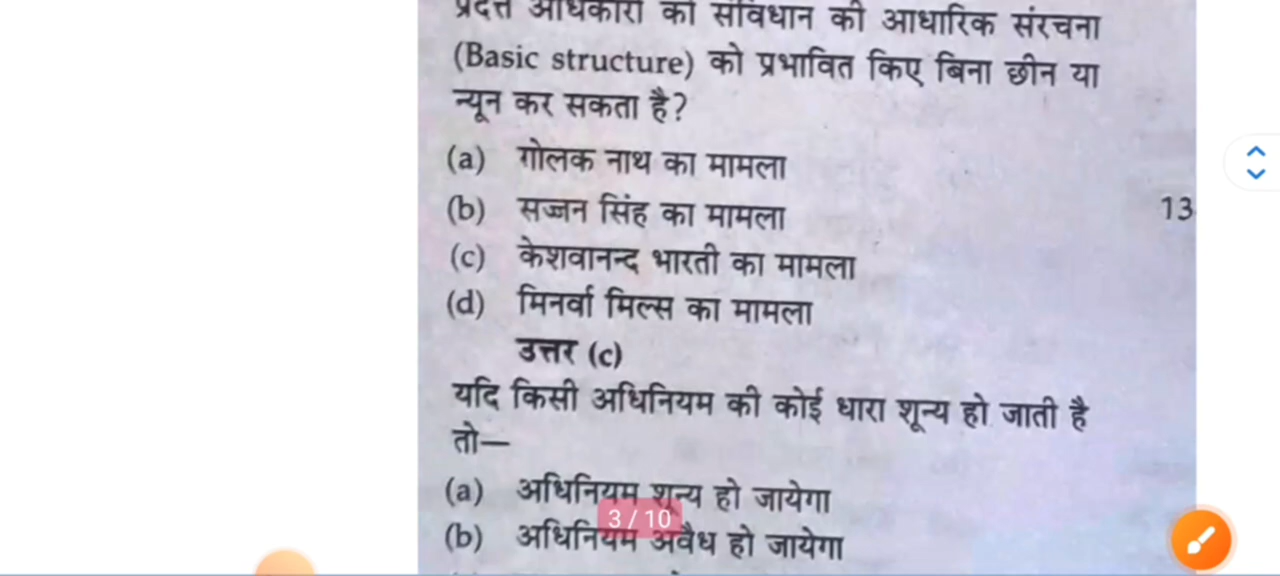 प्रदत्त अधिकारों को संविधान की आधारिक संरचना
(Basic structure) को प्रभावित किए बिना छीन या
न्यून कर सकता है?
(a) गोलक नाथ का मामला
(b) सज्जन सिंह का मामला
13
(c) केशवानन्द भारती का मामला
(d) मिनर्वा मिल्स का मामला
उत्तर (c)
यदि किसी अधिनियम की कोई धारा शून्य हो जाती है
तो—
(a) अधिनियम शून्य हो जायेगा
3 / 10
(b) अधिनियम अवैध हो जायेगा